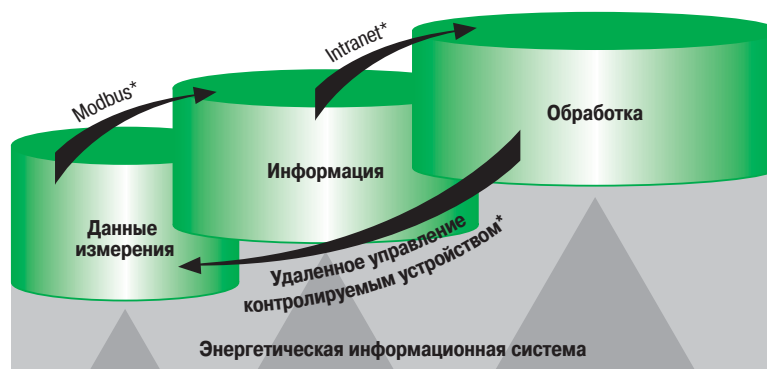 Modbus*
Intranet*
Данные
измерения
Информация
Обработка
Удаленное управление
контролируемым устройством*
Энергетическая информационная система